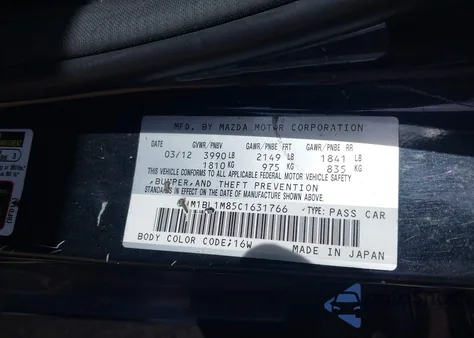 MFD. BY MAZDA MOTOR CORPORATION
DATE GVWR/PNBV GAWR/PNBE FRT GAWR/PNBE RR
03/12 3990 LB 2149 LB 1841 LB
1810 KG 975 KG 835 KG
THIS VEHICLE CONFORMS TO ALL APPLICABLE FEDERAL MOTOR VEHICLE SAFETY
,BUMPER,AND THEFT PREVENTION
STANDARDS IN EFFECT ON THE DATE OF MANUFACTURE SHOWN ABOVE.
JM1BL1M85C1631766 TYPE: PASS CAR
BODY COLOR CODE:16W MADE IN JAPAN